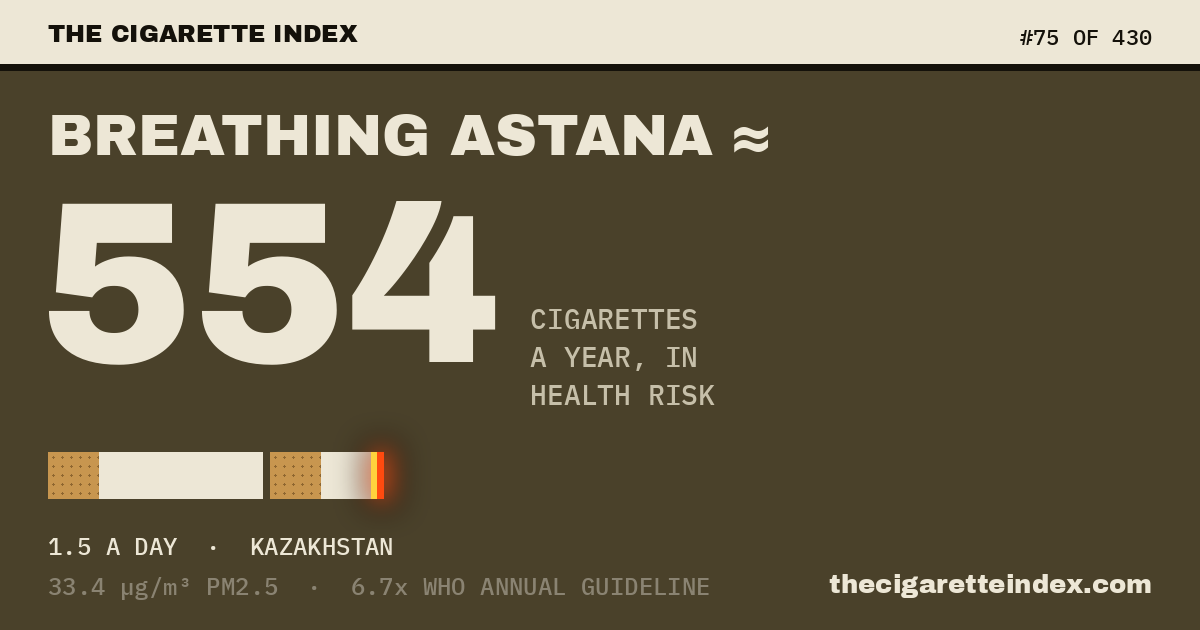 THE CIGARETTE INDEX
#75 OF 430
BREATHING ASTANA ≈
554
CIGARETTES
A YEAR, IN
HEALTH RISK
1.5 A DAY · KAZAKHSTAN
33.4 µg/m³ PM2.5 · 6.7x WHO ANNUAL GUIDELINE
thecigaretteindex.com